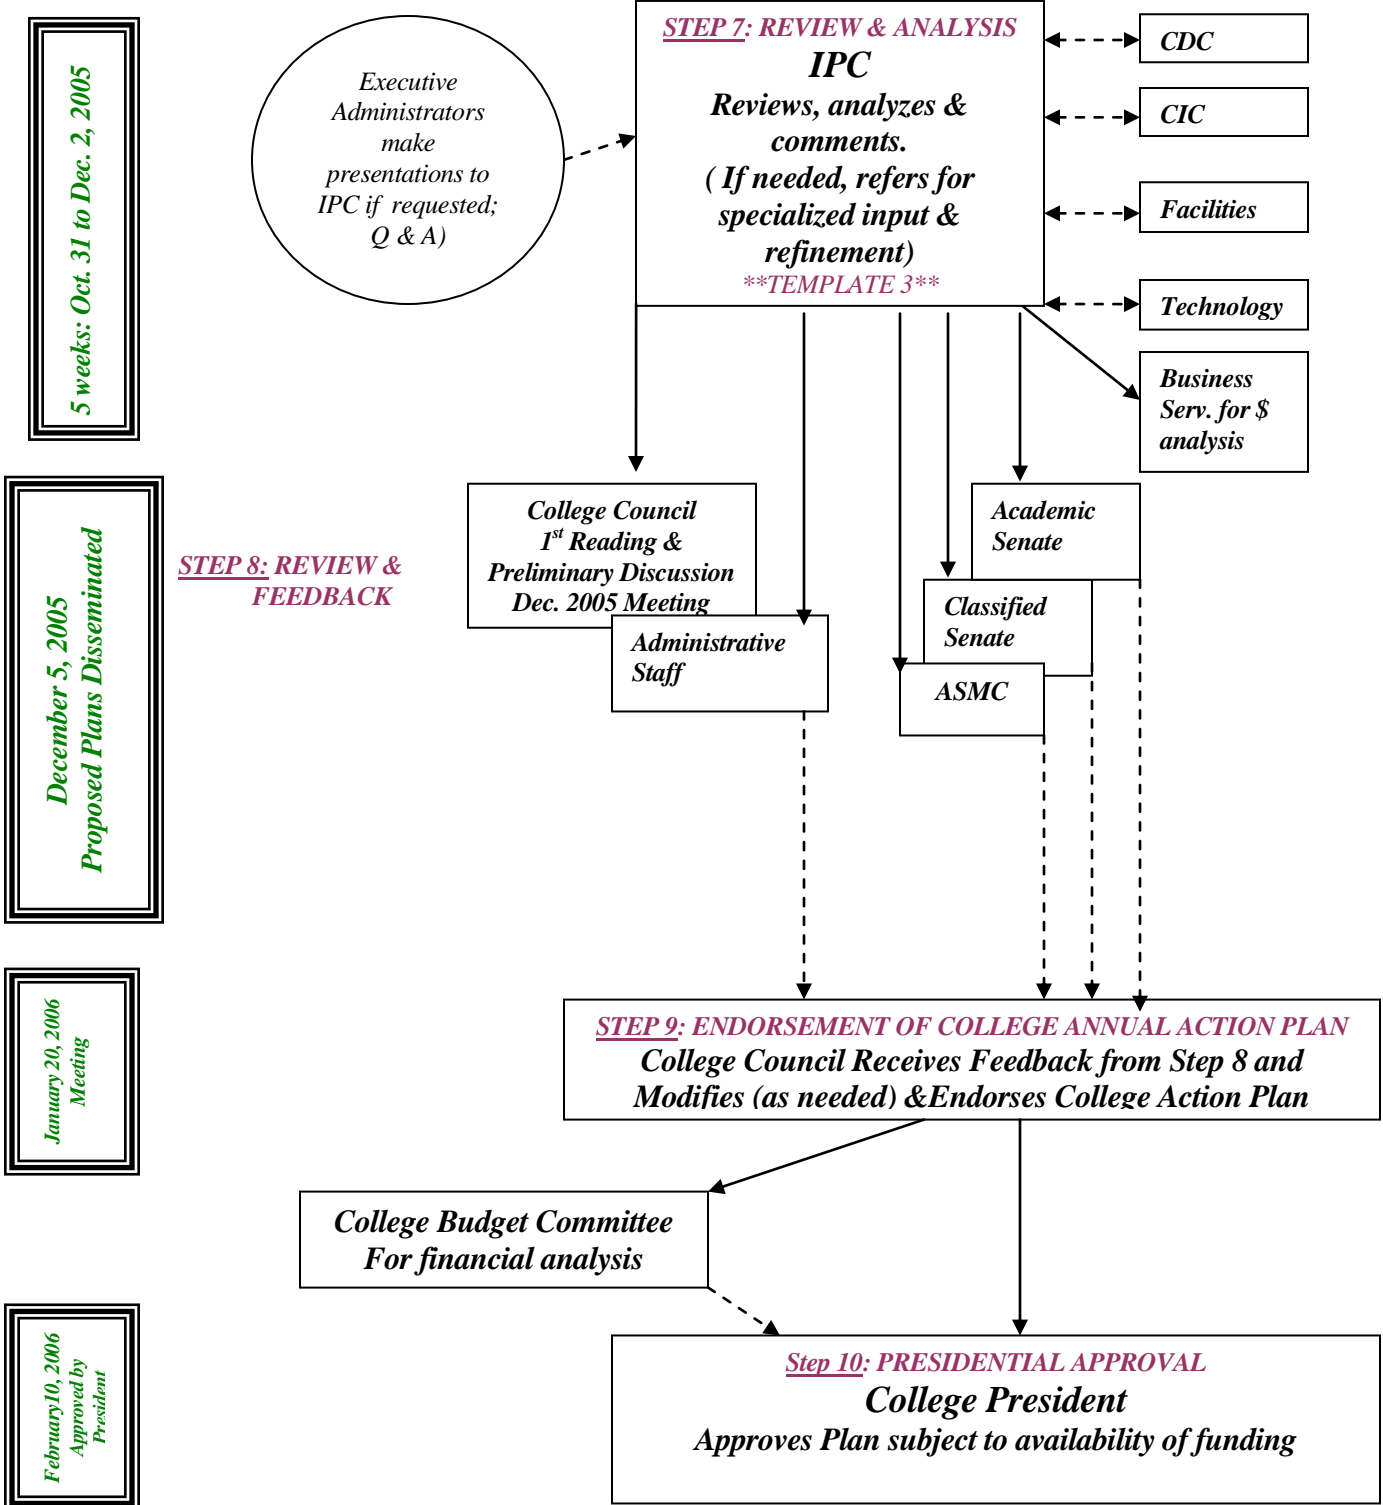 5 weeks: Oct. 31 to Dec. 2, 2005
Executive
Administrators
make
presentations to
IPC if requested;
Q & A)
STEP 7: REVIEW & ANALYSIS
IPC
Reviews, analyzes &
comments.
( If needed, refers for
specialized input &
refinement)
**TEMPLATE 3**
CDC
CIC
Facilities
Technology
Business
Serv. for $
analysis
December 5, 2005
Proposed Plans Disseminated
STEP 8: REVIEW &
FEEDBACK
College Council
1st Reading &
Preliminary Discussion
Dec. 2005 Meeting
Administrative
Staff
Academic
Senate
Classified
Senate
ASMC
January 20, 2006
Meeting
STEP 9: ENDORSEMENT OF COLLEGE ANNUAL ACTION PLAN
College Council Receives Feedback from Step 8 and
Modifies (as needed) &Endorses College Action Plan
College Budget Committee
For financial analysis
February10, 2006
Approved by
President
Step 10: PRESIDENTIAL APPROVAL
College President
Approves Plan subject to availability of funding